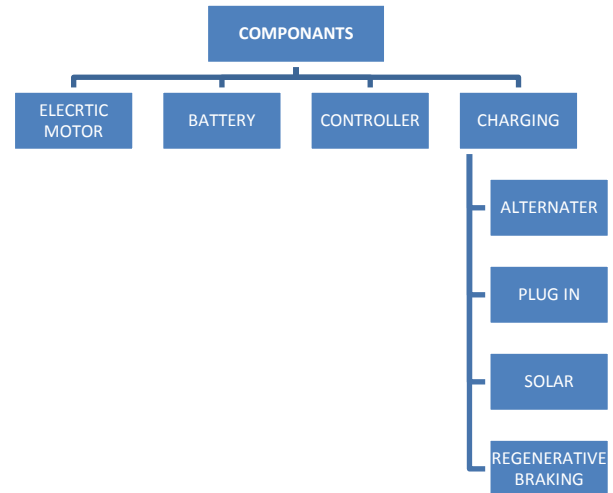 COMPONANTS
ELECRTIC
MOTOR
BATTERY
CONTROLLER
CHARGING
ALTERNATER
PLUG IN
SOLAR
REGENERATIVE
BRAKING